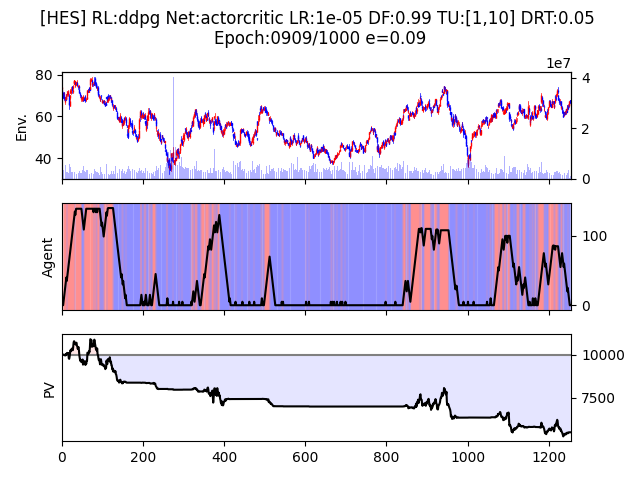 [HES] RL:ddpg Net:actorcritic LR:1e-05 DF:0.99 TU:[1,10] DRT:0.05
Epoch:0909/1000 e=0.09
1e7
80
60
40
Env.
4
2
0
Agent
100
0
PV
10000
7500
0
200
400
600
800
1000
1200